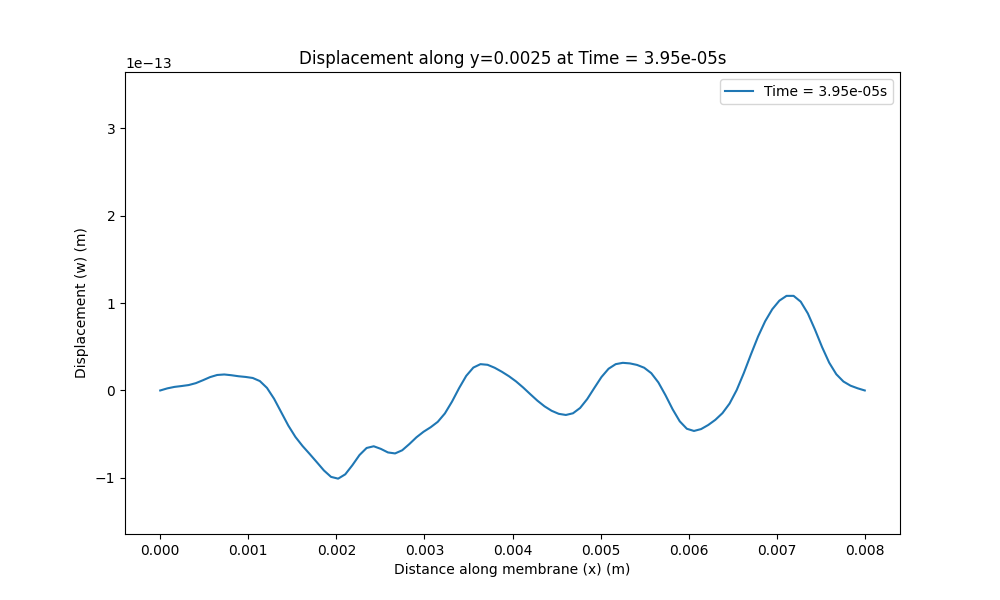 Displacement along y=0.0025 at Time = 3.95e-05s
1e−13
Time = 3.95e-05s
3
2
1
0
−1
Displacement (w) (m)
0.000 0.001 0.002 0.003 0.004 0.005 0.006 0.007 0.008
Distance along membrane (x) (m)